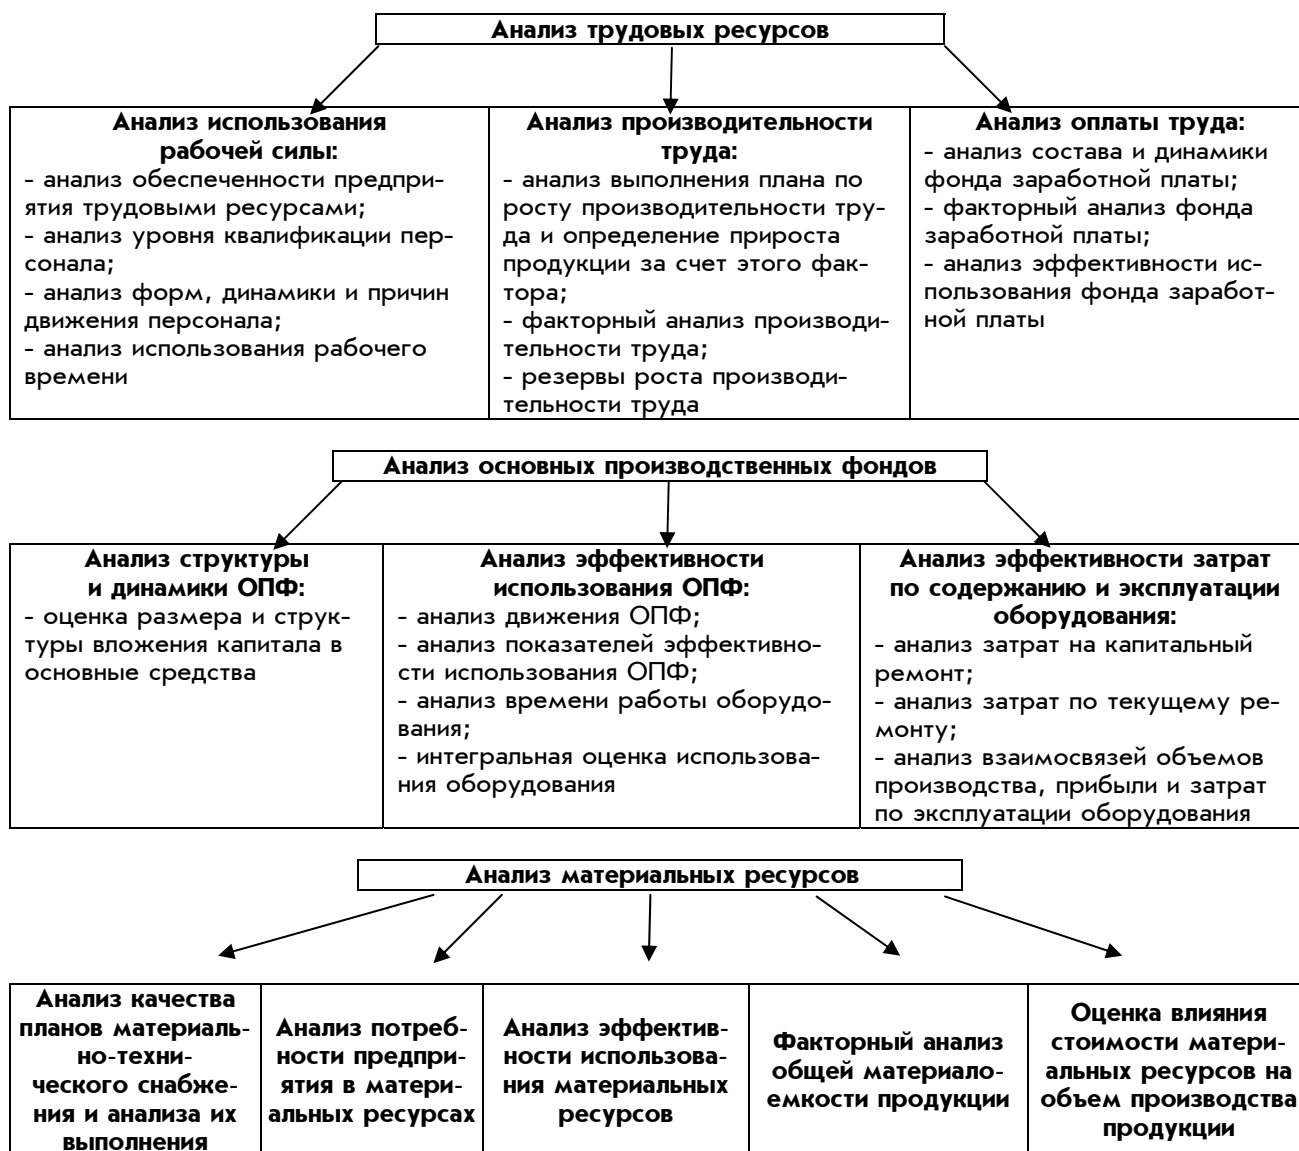 Анализ трудовых ресурсов
Анализ использования
рабочей силы:
- анализ обеспеченности предпри-
ятия трудовыми ресурсами;
- анализ уровня квалификации пер-
сонала;
- анализ форм, динамики и причин
движения персонала;
- анализ использования рабочего
времени
Анализ производительности
труда:
- анализ выполнения плана по
росту производительности тру-
да и определение прироста
продукции за счет этого фак-
тора;
- факторный анализ производи-
тельности труда;
- резервы роста производи-
тельности труда
Анализ оплаты труда:
- анализ состава и динамики
фонда заработной платы;
- факторный анализ фонда
заработной платы;
- анализ эффективности ис-
пользования фонда заработ-
ной платы
Анализ основных производственных фондов
Анализ структуры
и динамики ОПФ:
- оценка размера и струк-
туры вложения капитала в
основные средства
Анализ эффективности
использования ОПФ:
- анализ движения ОПФ;
- анализ показателей эффективно-
сти использования ОПФ;
- анализ времени работы оборудо-
вания;
- интегральная оценка использова-
ния оборудования
Анализ эффективности затрат
по содержанию и эксплуатации
оборудования:
- анализ затрат на капитальный
ремонт;
- анализ затрат по текущему ре-
монту;
- анализ взаимосвязей объемов
производства, прибыли и затрат
по эксплуатации оборудования
Анализ материальных ресурсов
Анализ качества
планов материаль-
но-техни-
ческого снабже-
ния и анализа их
выполнения
Анализ потреб-
ности предпри-
ятия в матери-
альных ресурсах
Анализ эффектив-
ности использова-
ния материальных
ресурсов
Факторный анализ
общей материало-
емкости продукции
Оценка влияния
стоимости матери-
альных ресурсов на
объем производства
продукции